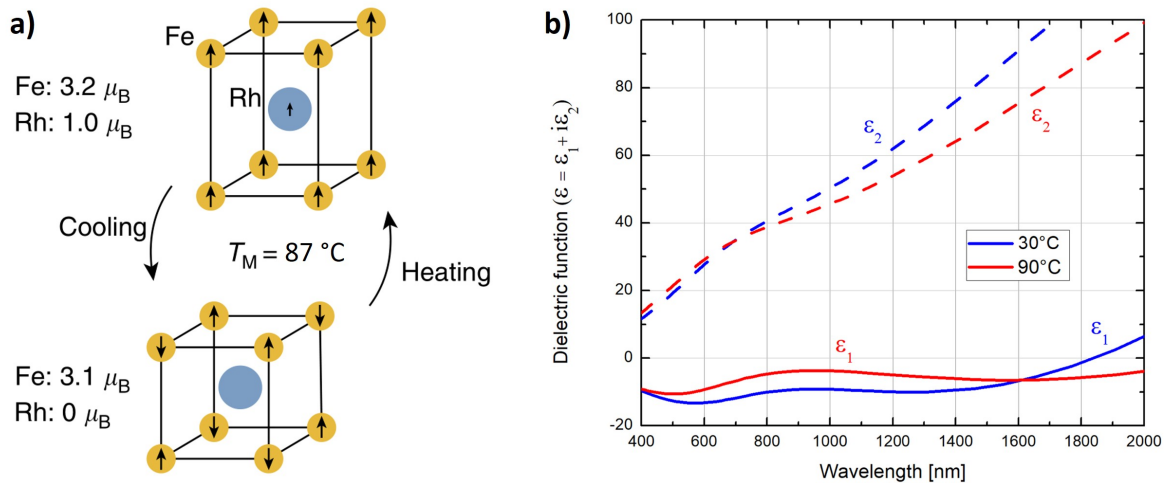 a)
Fe
Fe: 3.2 μB
Rh: 1.0 μB
Rh
Cooling
TM = 87 °C
Heating
Fe: 3.1 μB
Rh: 0 μB
b)
Dielectric function (ε = ε1 + iε2)
100
80
60
40
20
0
-20
ε2
ε2
30°C
90°C
ε1
ε1
400 600 800 1000 1200 1400 1600 1800 2000
Wavelength [nm]